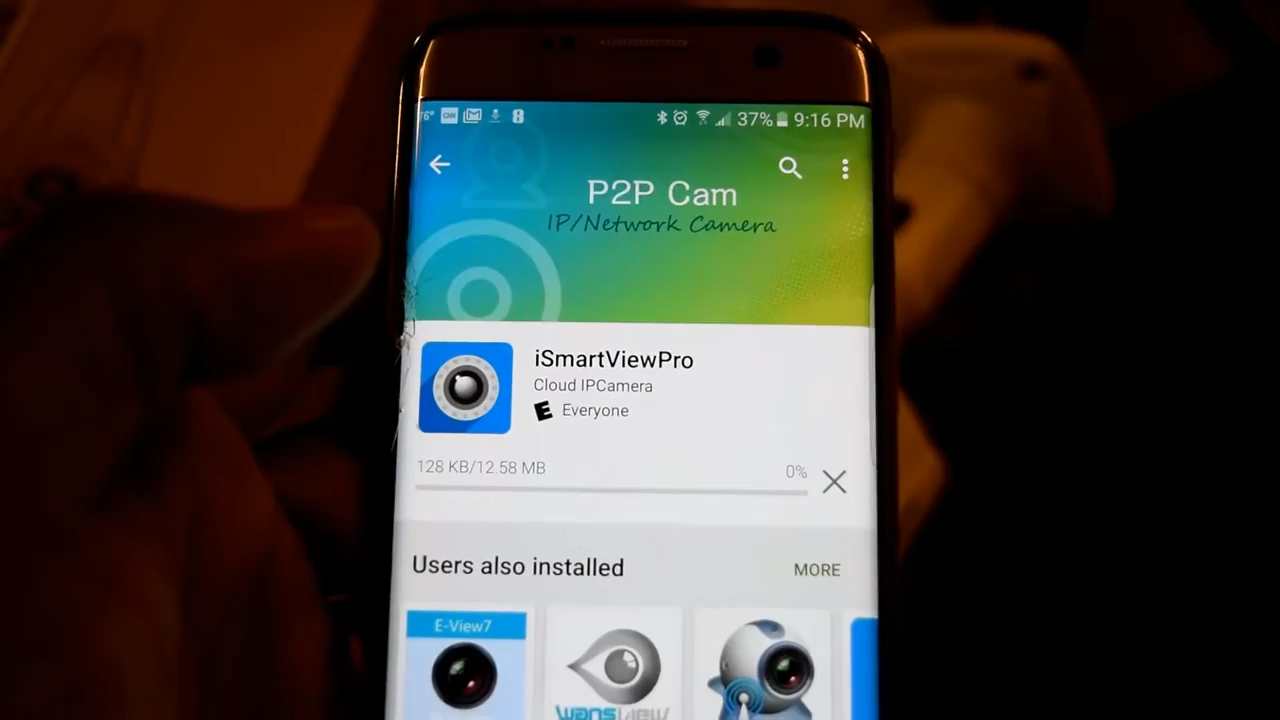 76° 37% 9:16 PM
P2P Cam
IP/Network Camera
iSmartViewPro
Cloud IPCamera
E Everyone
128 KB/12.58 MB 0%
Users also installed MORE
E-View7
wansview